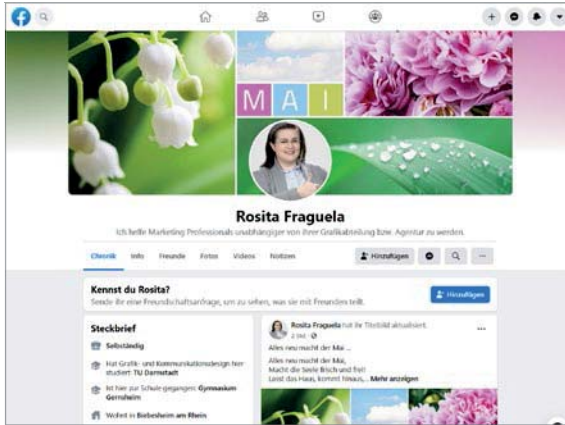 MAI
Rosita Fraguela
Ich helfe Marketing Professionals unabhängiger von ihrer Grafikabteilung bzw. Agentur zu werden.
Chronik Info Freunde Fotos Videos Notizen Hinzufügen
Kennst du Rosita?
Sende ihr eine Freundschaftsanfrage, um zu sehen, was sie mit Freunden teilt.
Hinzufügen
Steckbrief
Selbständig
Hat Grafik- und Kommunikationsdesign hier
studiert: TU Darmstadt
Ist hier zur Schule gegangen: Gymnasium
Gernsheim
Wohnt in Biebesheim am Rhein
Rosita Fraguela hat ihr Titelbild aktualisiert.
2 Std.
Alles neu macht der Mai ...
Alles neu macht der Mai,
Macht die Seele frisch und frei!
Lasst das Haus, kommt hinaus, ... Mehr anzeigen